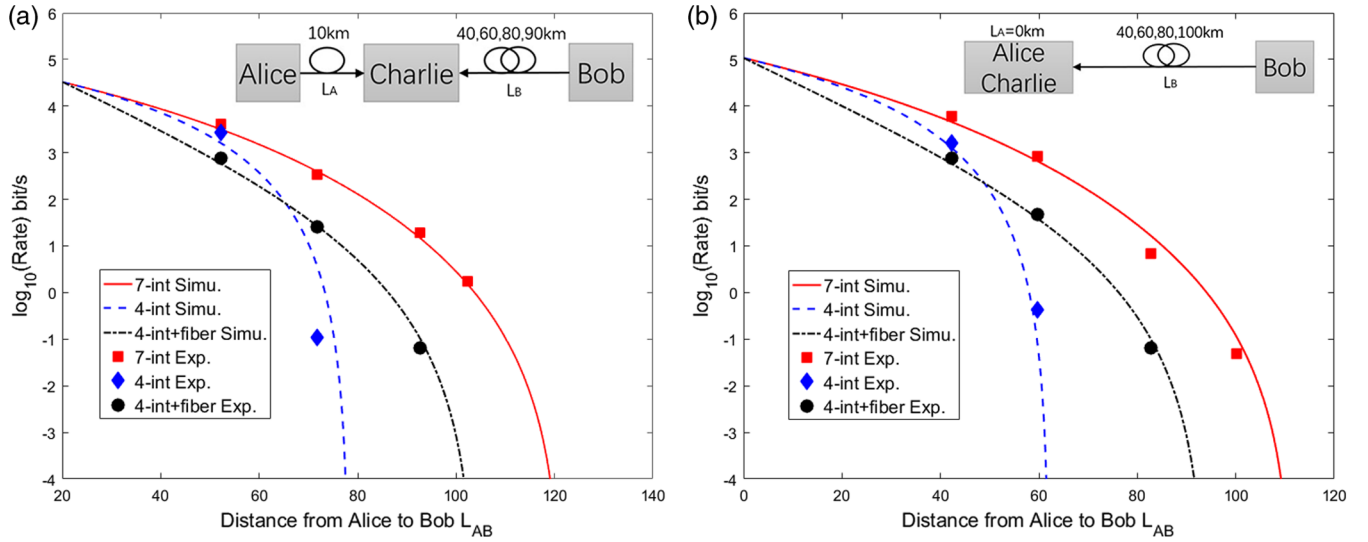 (a)
10km
40,60,80,90km
Alice
Charlie
Bob
LA
LB
log10(Rate) bit/s
6
5
4
3
2
1
0
-1
-2
-3
-4
7-int Simu.
4-int Simu.
4-int+fiber Simu.
7-int Exp.
4-int Exp.
4-int+fiber Exp.
20 40 60 80 100 120 140
Distance from Alice to Bob LAB
(b)
LA=0km
40,60,80,100km
Alice
Charlie
Bob
LB
log10(Rate) bit/s
6
5
4
3
2
1
0
-1
-2
-3
-4
7-int Simu.
4-int Simu.
4-int+fiber Simu.
7-int Exp.
4-int Exp.
4-int+fiber Exp.
0 20 40 60 80 100 120
Distance from Alice to Bob LAB